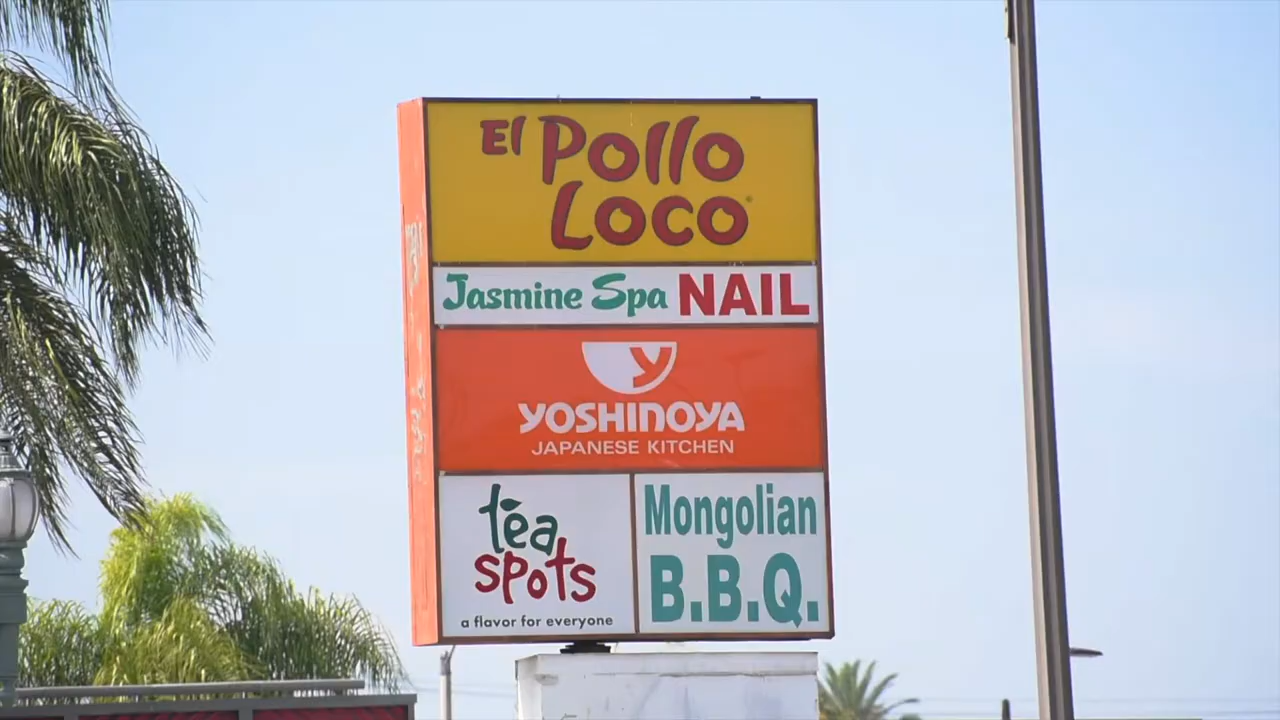 El Pollo
Loco
Jasmine Spa NAIL
YOSHINOYA
JAPANESE KITCHEN
tea
spots
a flavor for everyone
Mongolian
B.B.Q.